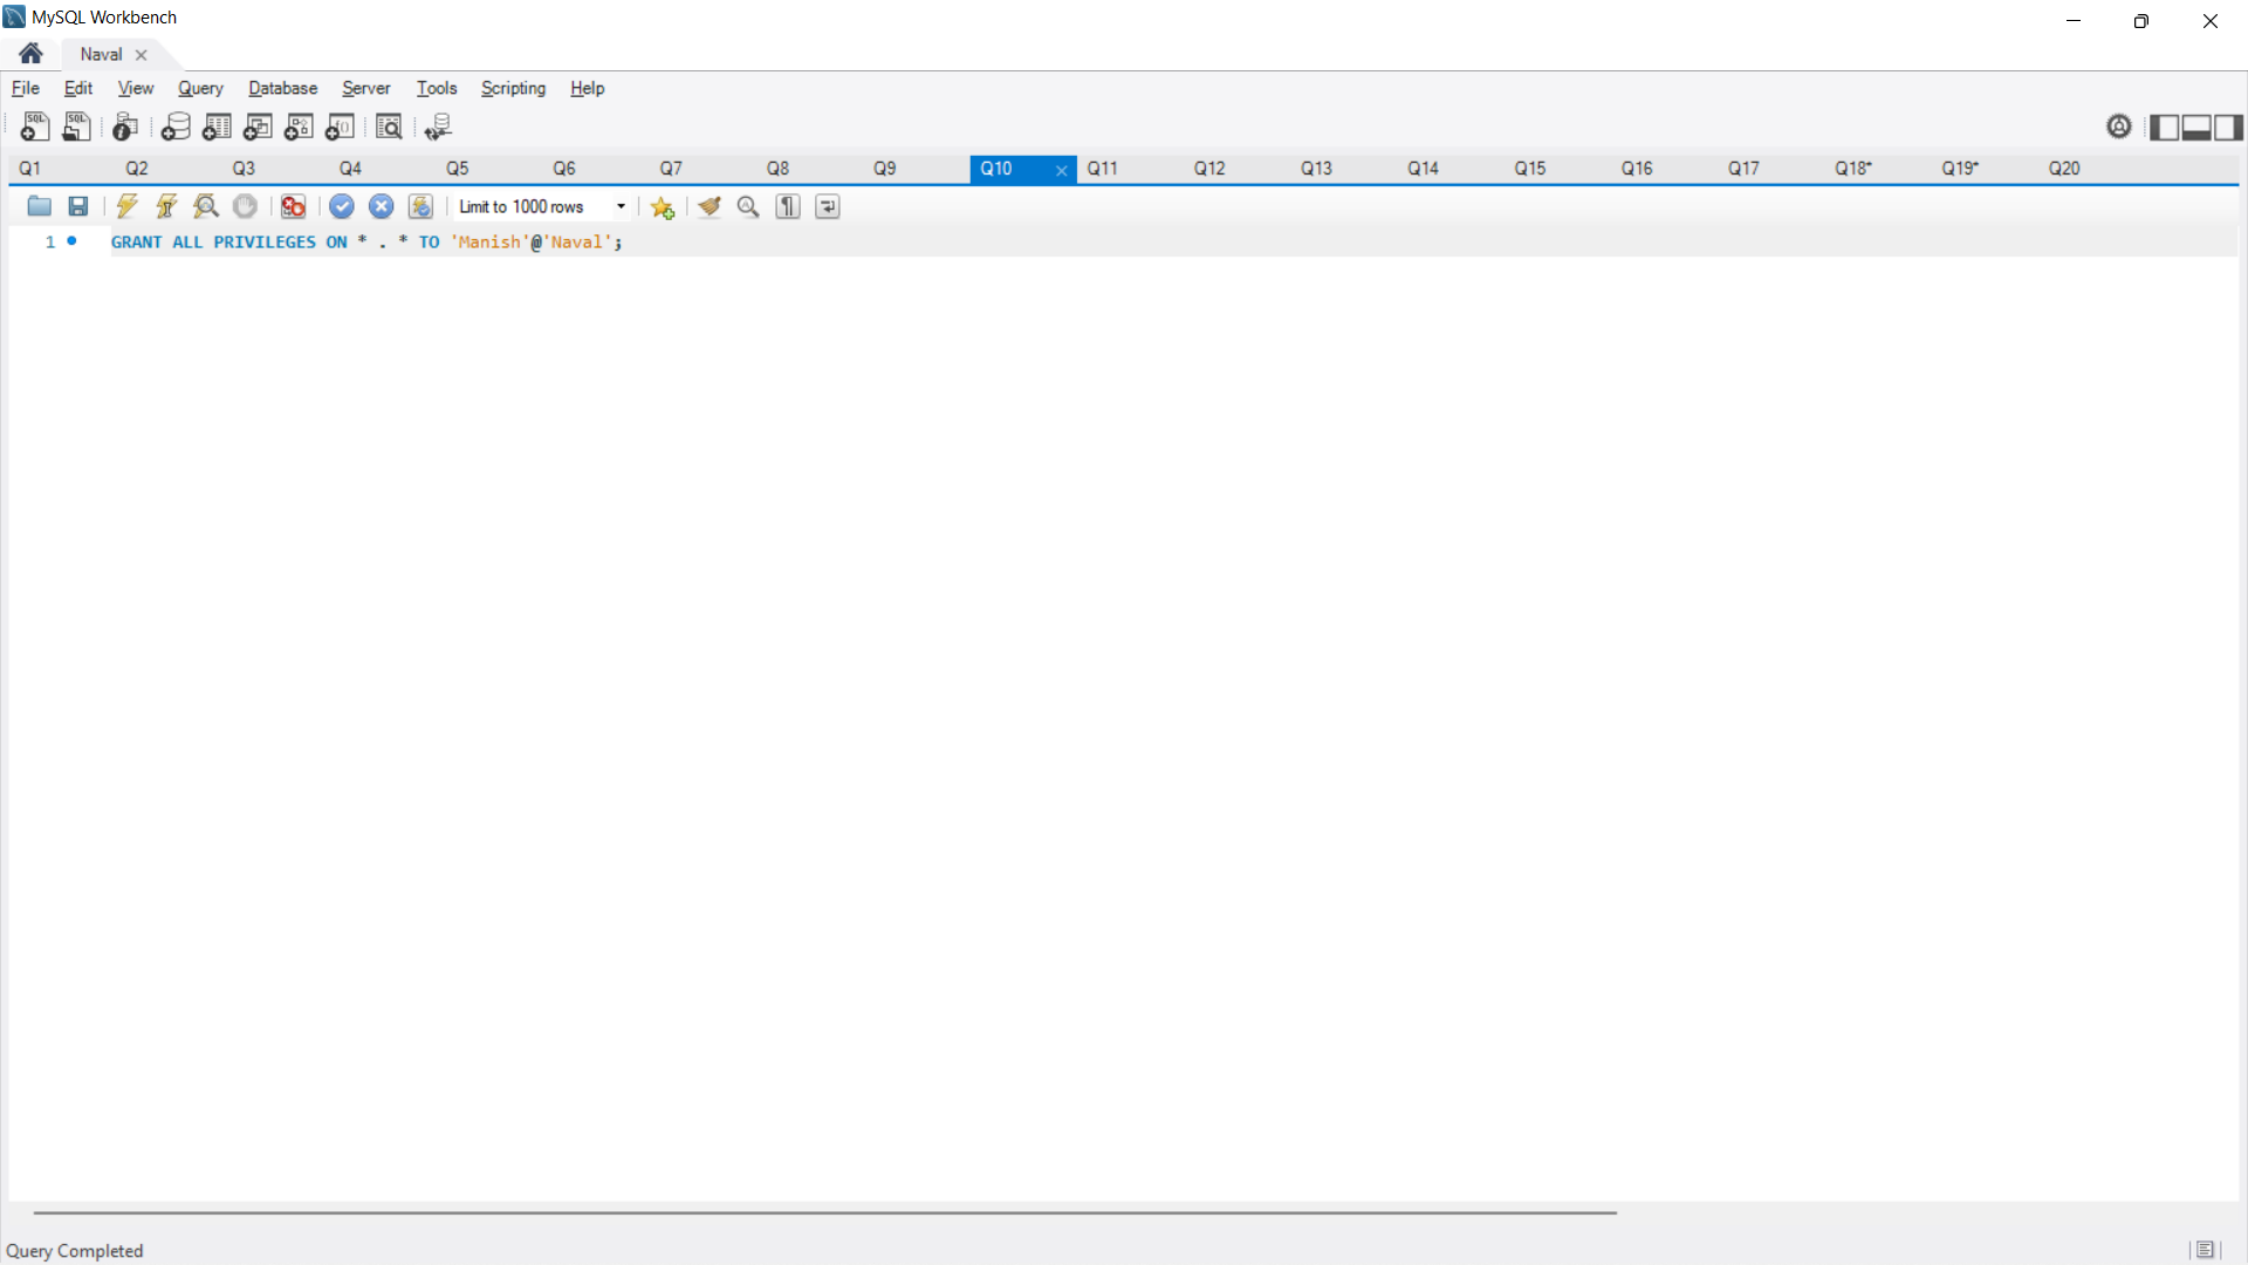 MySQL Workbench
Naval
File Edit View Query Database Server Tools Scripting Help
Q1 Q2 Q3 Q4 Q5 Q6 Q7 Q8 Q9 Q10 Q11 Q12 Q13 Q14 Q15 Q16 Q17 Q18* Q19* Q20
Limit to 1000 rows
1 GRANT ALL PRIVILEGES ON * . * TO 'Manish'@'Naval';
Query Completed